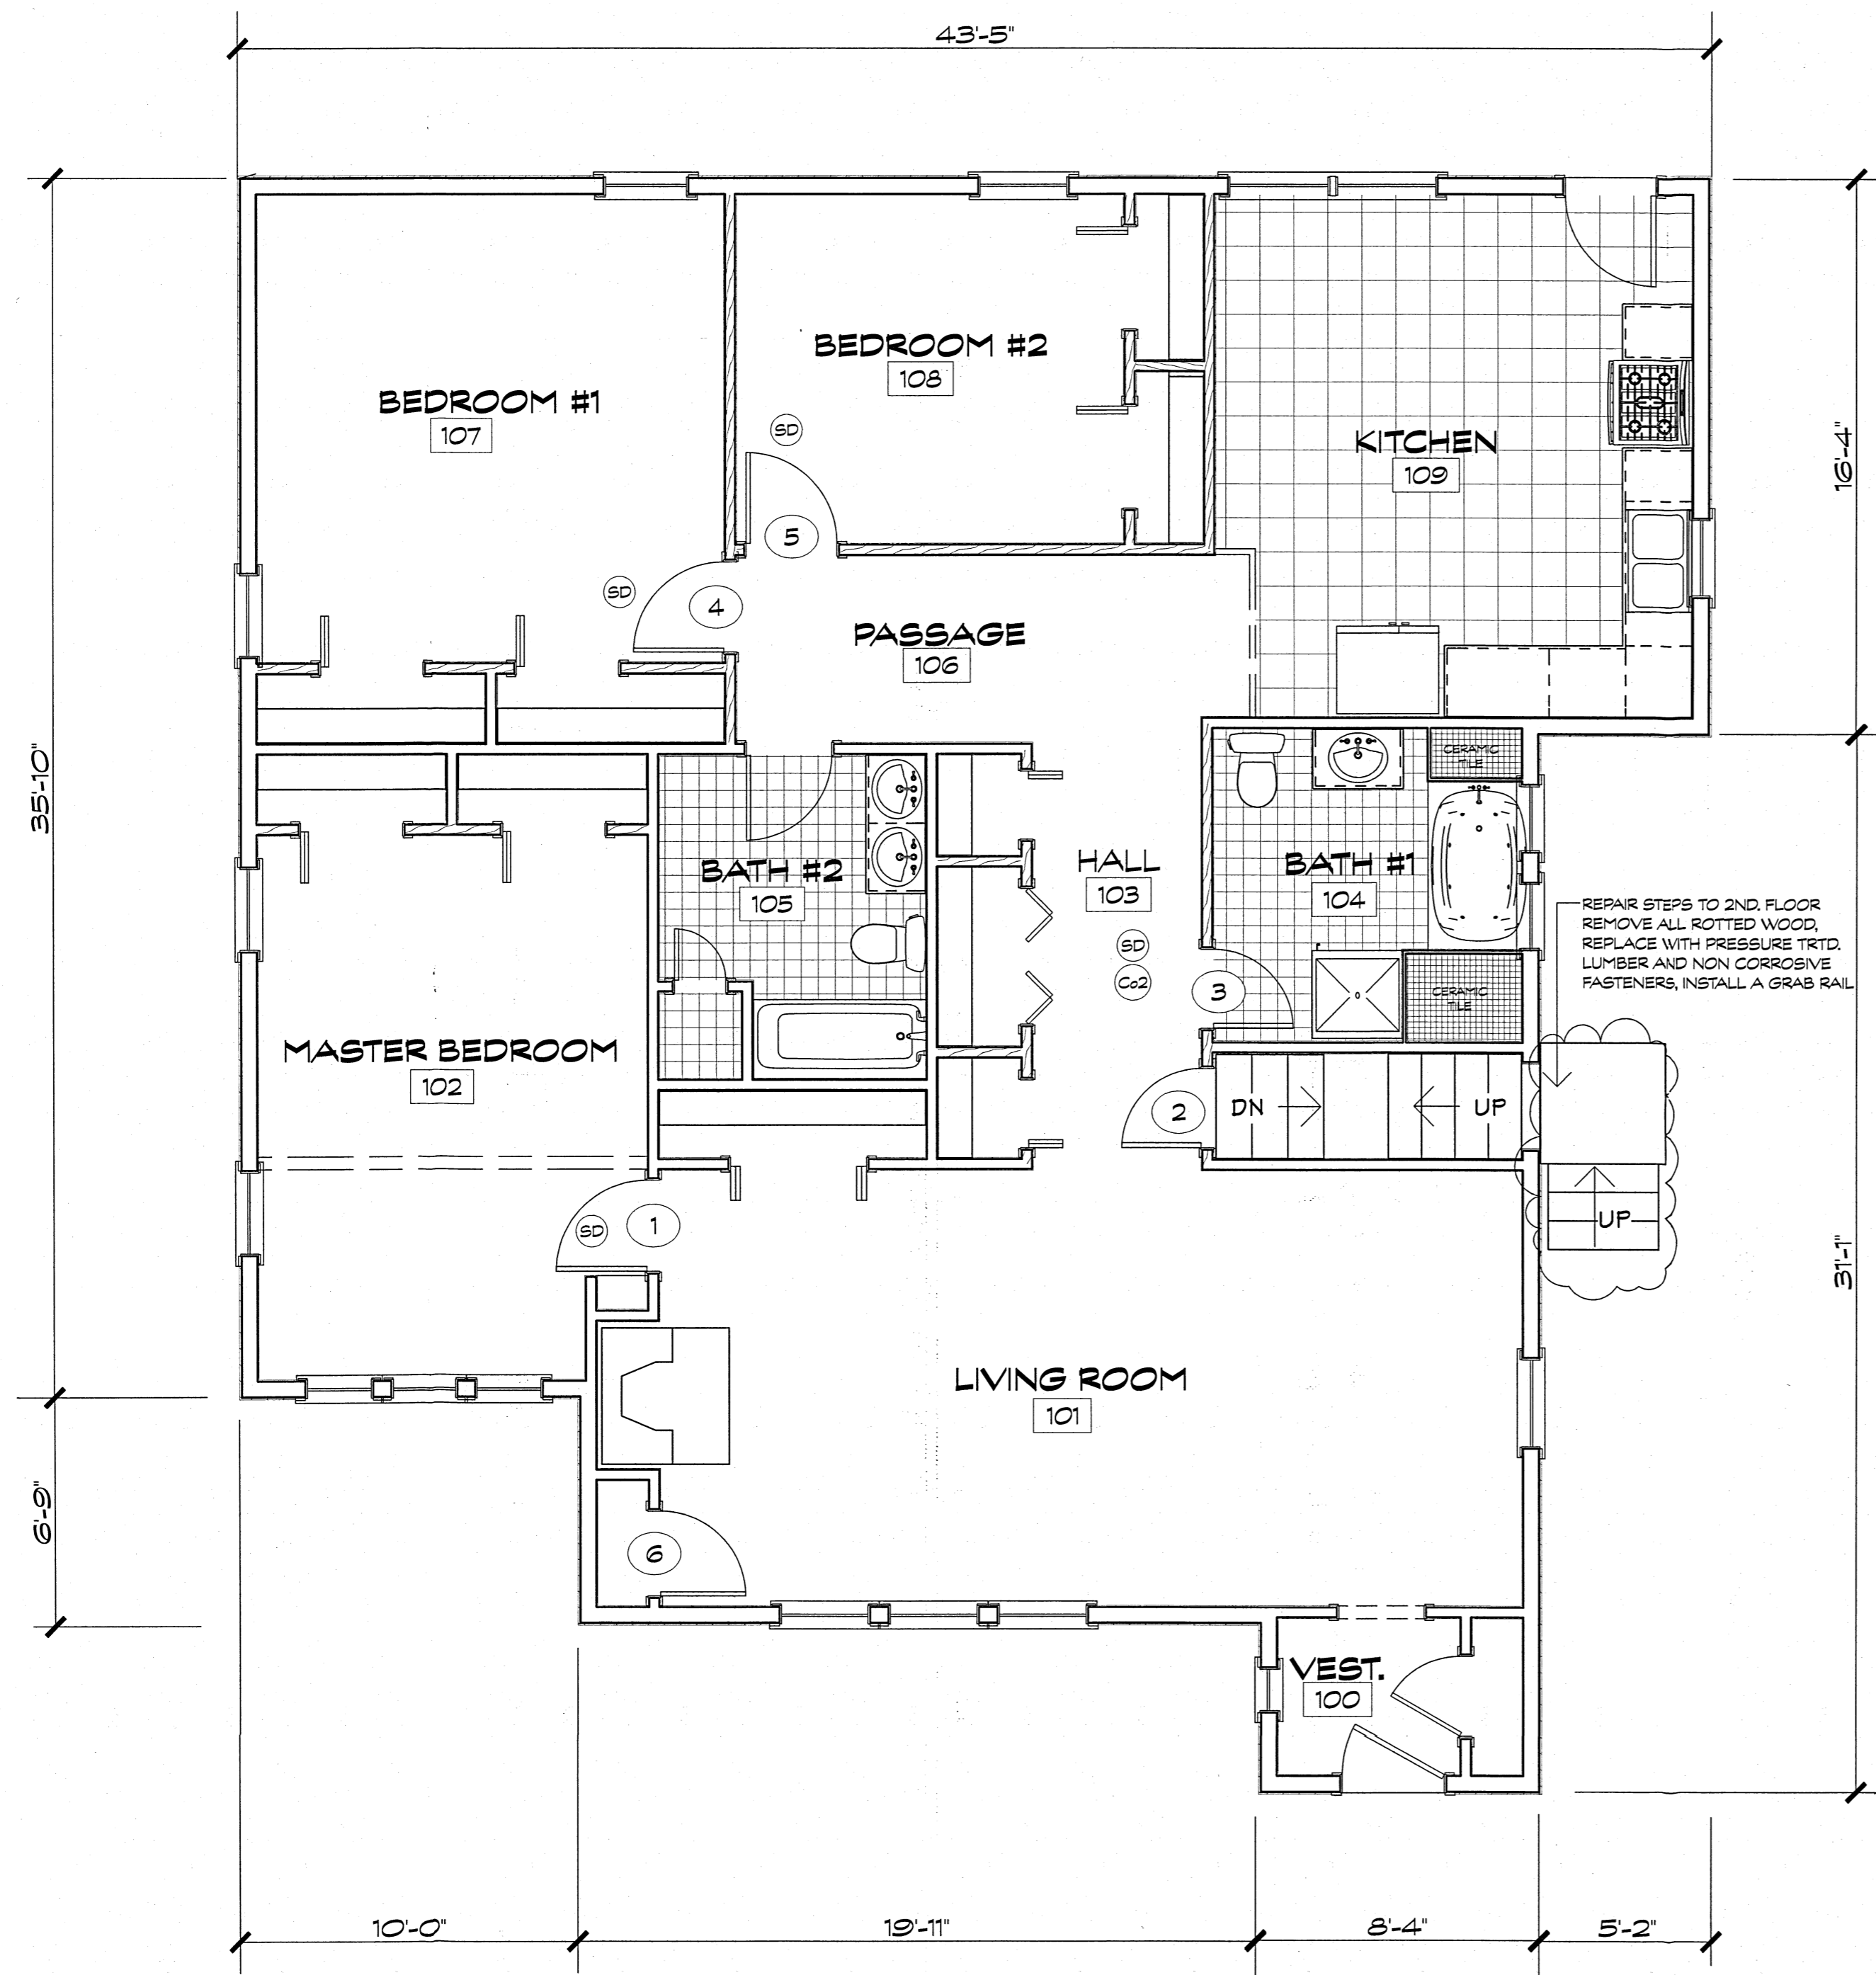 43'-5"
BEDROOM #1
107
BEDROOM #2
108
SD
5
KITCHEN
109
16'-4"
SD
4
PASSAGE
106
35'-10"
CERAMIC
TILE
BATH #2
105
HALL
103
BATH #1
104
SD
Co2
3
CERAMIC
TILE
REPAIR STEPS TO 2ND. FLOOR
REMOVE ALL ROTTED WOOD,
REPLACE WITH PRESSURE TRTD.
LUMBER AND NON CORROSIVE
FASTENERS, INSTALL A GRAB RAIL
MASTER BEDROOM
102
2
DN
UP
SD
1
UP
31'-1"
LIVING ROOM
101
6'-9"
6
VEST.
100
10'-0"
19'-11"
8'-4"
5'-2"